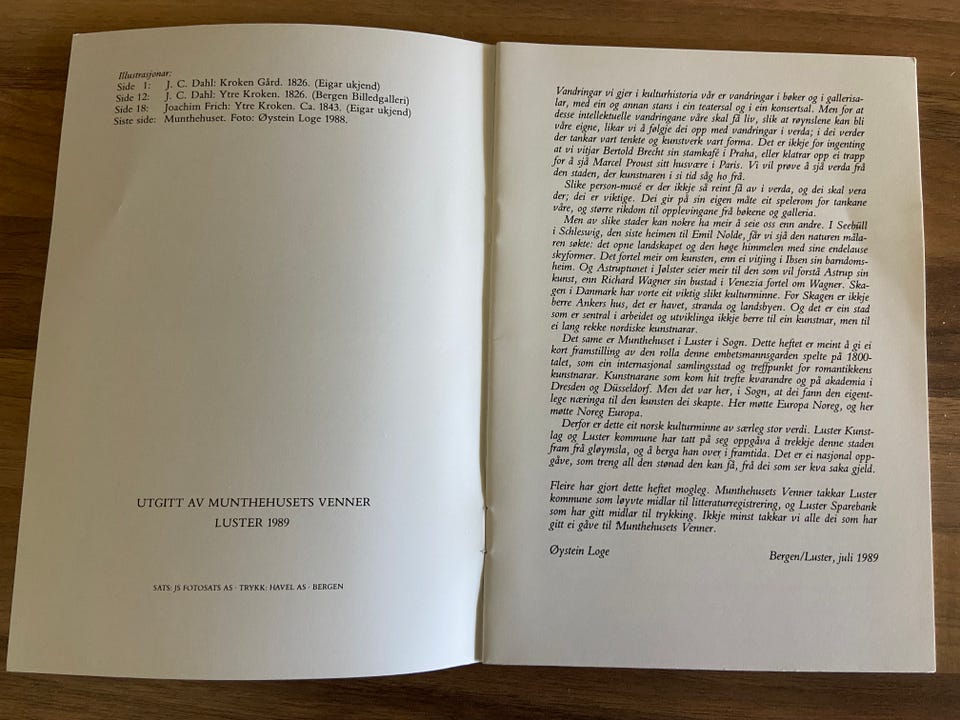 Illustrasjonar:
Side 1: J. C. Dahl: Kroken Gård. 1826. (Eigar ukjend)
Side 12: J. C. Dahl: Ytre Kroken. 1826. (Bergen Billedgalleri)
Side 18: Joachim Frich: Ytre Kroken. Ca. 1843. (Eigar ukjend)
Siste side: Munthehuset. Foto: Øystein Loge 1988.
UTGITT AV MUNTHEHUSETS VENNER
LUSTER 1989
SATS: JS FOTOSATS AS · TRYKK: HAVEL AS · BERGEN
Vandringar vi gjer i kulturhistoria vår er vandringar i bøker og i gallerisa-
lar, med ein og annan stans i ein teatersal og i ein konsertsal. Men for at
desse intellektuelle vandringane våre skal få liv, slik at røynslene kan bli
våre eigne, likar vi å følgje dei opp med vandringar i verda; i dei verder
der tankar vart tenkte og kunstverk vart forma. Det er ikkje for ingenting
at vi vitjar Bertold Brecht sin stamkafé i Praha, eller klatrar opp ei trapp
for å sjå Marcel Proust sitt husvære i Paris. Vi vil prøve å sjå verda frå
den staden, der kunstnaren i si tid såg ho frå.
Slike person-musé er der ikkje så reint få av i verda, og dei skal vera
der; dei er viktige. Dei gir på sin eigen måte eit spelerom for tankane
våre, og større rikdom til opplevingane frå bøkene og galleria.
Men av slike stader kan nokre ha meir å seie oss enn andre. I Seebüll
i Schleswig, den siste heimen til Emil Nolde, får vi sjå den naturen måla-
ren søkte: det opne landskapet og den høge himmelen med sine endelause
skyformer. Det fortel meir om kunsten, enn ei vitjing i Ibsen sin barndoms-
heim. Og Astruptunet i Jølster seier meir til den som vil forstå Astrup sin
kunst, enn Richard Wagner sin bustad i Venezia fortel om Wagner. Ska-
gen i Danmark har vorte eit viktig slikt kulturminne. For Skagen er ikkje
berre Ankers hus, det er havet, stranda og landsbyen. Og det er ein stad
som er sentral i arbeidet og utviklinga ikkje berre til ein kunstnar, men til
ei lang rekke nordiske kunstnarar.
Det same er Munthehuset i Luster i Sogn. Dette heftet er meint å gi ei
kort framstilling av den rolla denne embetsmannsgarden spelte på 1800-
talet, som ein internasjonal samlingsstad og treffpunkt for romantikkens
kunstnarar. Kunstnarane som kom hit trefte kvarandre og på akademia i
Dresden og Düsseldorf. Men det var her, i Sogn, at dei fann den eigent-
lege næringa til den kunsten dei skapte. Her møtte Europa Noreg, og her
møtte Noreg Europa.
Derfor er dette eit norsk kulturminne av særleg stor verdi. Luster Kunst-
lag og Luster kommune har tatt på seg oppgåva å trekkje denne staden
fram frå gløymsla, og å berga han over i framtida. Det er ei nasjonal opp-
gåve, som treng all den stønad den kan få, frå dei som ser kva saka gjeld.
Fleire har gjort dette heftet mogleg. Munthehusets Venner takkar Luster
kommune som løyvte midlar til litteraturregistrering, og Luster Sparebank
som har gitt midlar til trykking. Ikkje minst takkar vi alle dei som har
gitt ei gåve til Munthehusets Venner.
Øystein Loge
Bergen/Luster, juli 1989